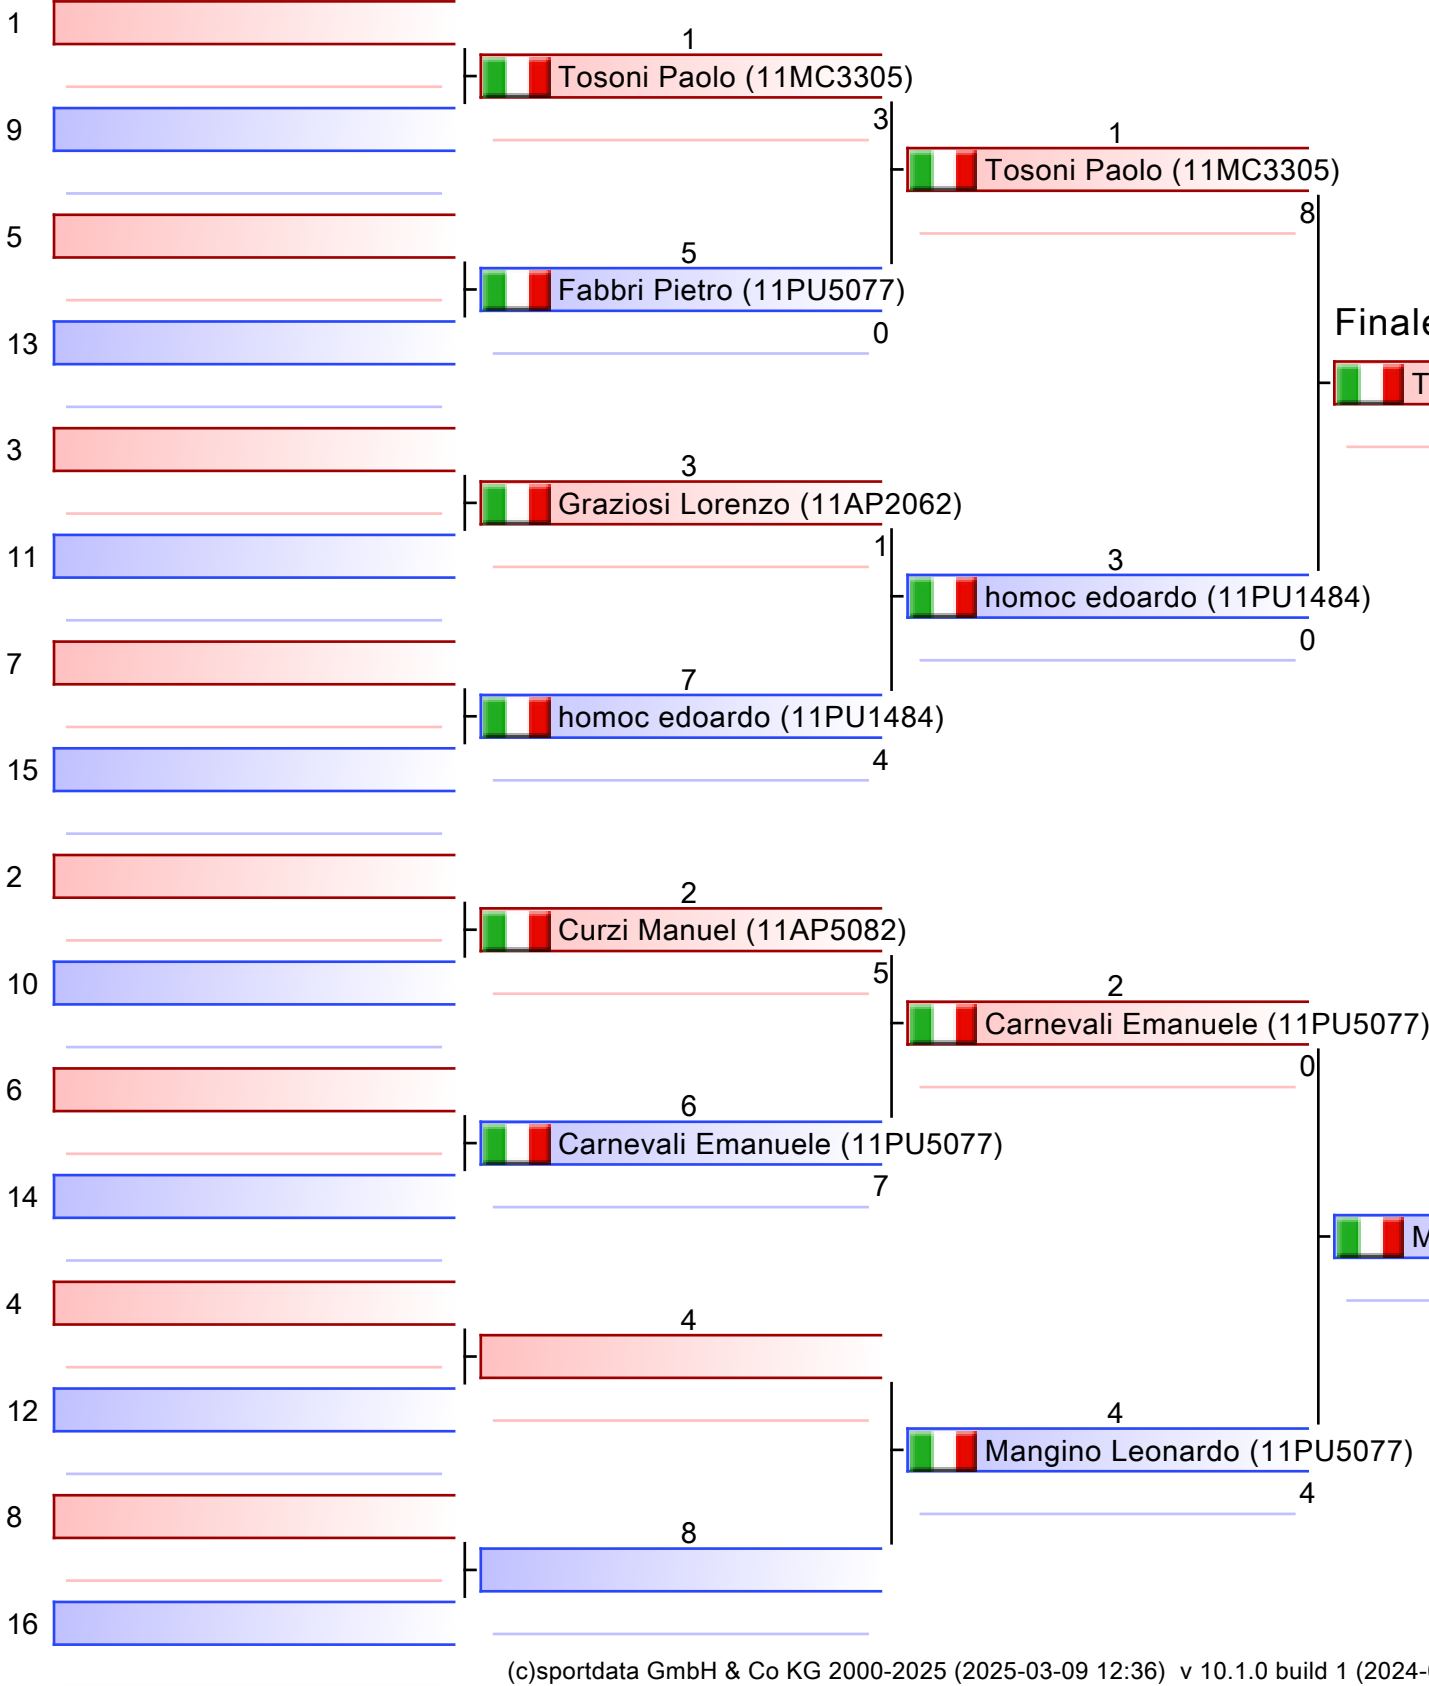 1
1
Tosoni Paolo (11MC3305)
3
9
1
Tosoni Paolo (11MC3305)
8
5
5
Fabbri Pietro (11PU5077)
0
13
Finale
T
3
3
Graziosi Lorenzo (11AP2062)
1
11
3
homoc edoardo (11PU1484)
0
7
7
homoc edoardo (11PU1484)
4
15
2
2
Curzi Manuel (11AP5082)
5
10
2
Carnevali Emanuele (11PU5077)
0
6
6
Carnevali Emanuele (11PU5077)
7
14
M
4
4
12
4
Mangino Leonardo (11PU5077)
4
8
8
16
(c)sportdata GmbH & Co KG 2000-2025 (2025-03-09 12:36) v 10.1.0 build 1 (2024-